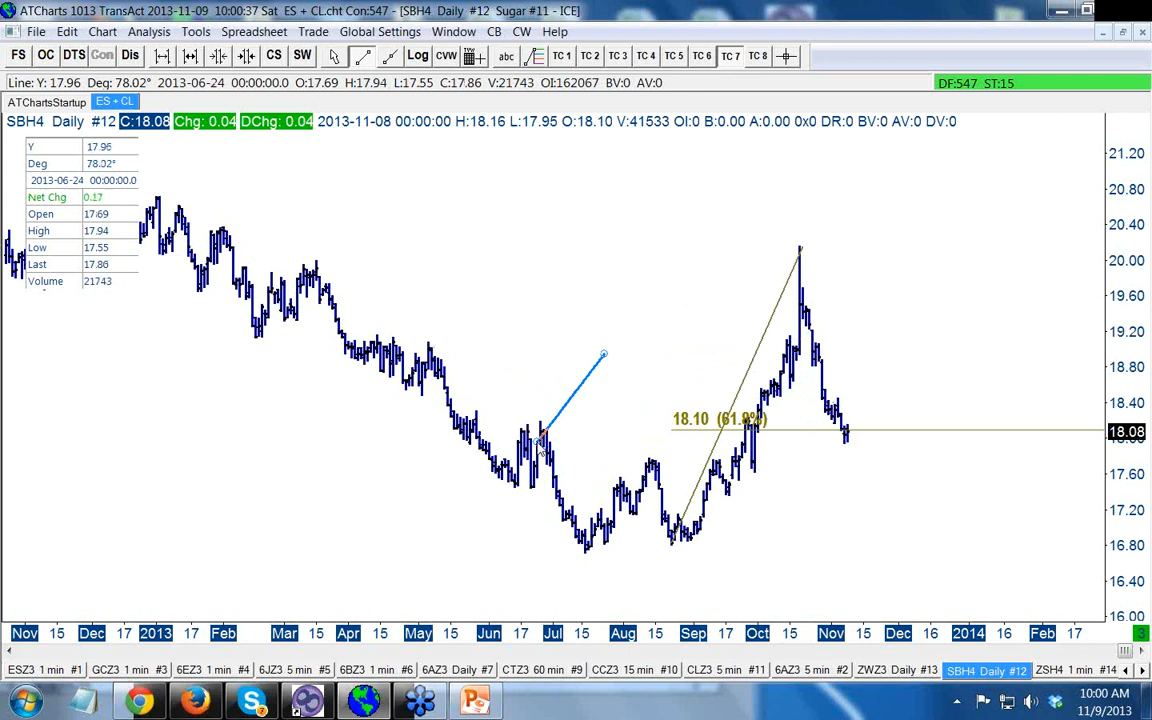 ATCharts 1013 TransAct 2013-11-09 10:00:37 Sat ES + CL.cht Con:547 - [SBH4 Daily #12 Sugar #11 - ICE]
File Edit Chart Analysis Tools Spreadsheet Trade Global Settings Window CB CW Help
FS OC DTS Con Dis CS SW Log CVW abc TC 1 TC 2 TC 3 TC 4 TC 5 TC 6 TC 7 TC 8
Line: Y: 17.96 Deg: 78.02° 2013-06-24 00:00:00.0 O:17.69 H:17.94 L:17.55 C:17.86 V:21743 OI:162067 BV:0 AV:0 DF:547 ST:15
ATChartsStartup ES + CL
SBH4 Daily #12 C:18.08 Chg: 0.04 DChg: 0.04 2013-11-08 00:00:00 H:18.16 L:17.95 O:18.10 V:41533 OI:0 B:0.00 A:0.00 0x0 DR:0 BV:0 AV:0 DV:0
Y 17.96
Deg 78.02°
2013-06-24 00:00:00.0
Net Chg 0.17
Open 17.69
High 17.94
Low 17.55
Last 17.86
Volume 21743
21.20
20.80
20.40
20.00
19.60
19.20
18.80
18.40
18.10 (61.8%)
18.08
17.60
17.20
16.80
16.40
16.00
Nov 15 Dec 17 2013 Feb Mar 15 Apr 15 May 15 Jun 17 Jul 15 Aug 15 Sep 15 Oct 15 Nov 15 Dec 16 2014 16 Feb 17 3
ESZ3 1 min #1 GCZ3 1 min #3 6EZ3 1 min #4 6JZ3 5 min #5 6BZ3 1 min #6 6AZ3 Daily #7 CTZ3 60 min #9 CCZ3 15 min #10 CLZ3 5 min #11 6AZ3 5 min #2 ZWZ3 Daily #13 SBH4 Daily #12 ZSH4 1 min #14
10:00 AM
11/9/2013